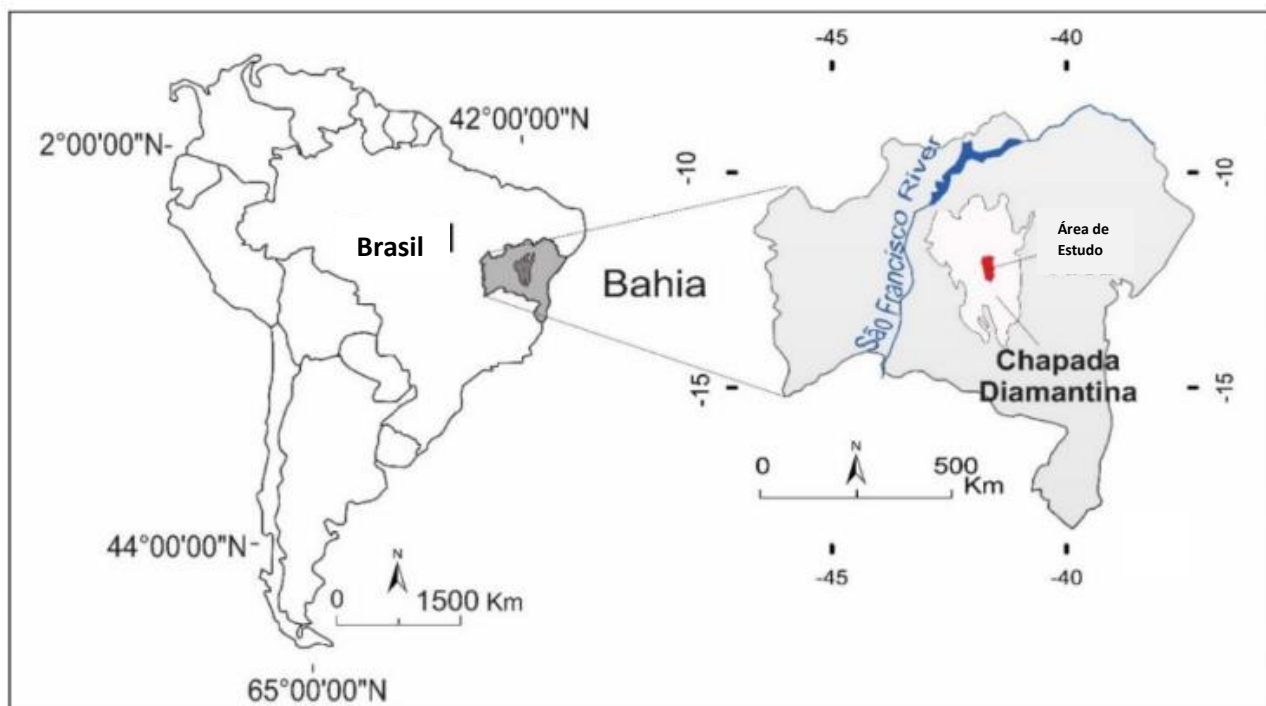 42°00'00"N
2°00'00"N
Brasil
Bahia
44°00'00"N
N
0 1500 Km
65°00'00"N
-45 -40
-10 -10
São Francisco River
Área de
Estudo
Chapada
Diamantina
-15 -15
N
0 500
Km
-45 -40